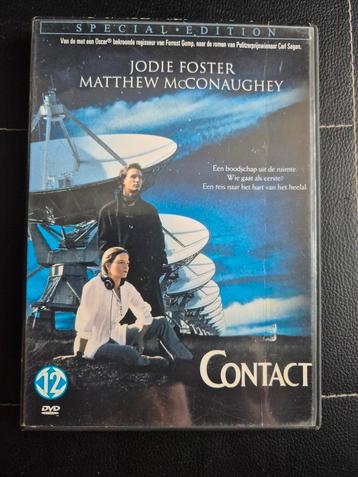 SPECIAL • EDITION
Van de met een Oscar® bekroonde regisseur van Forrest Gump, naar de roman van Pulitzerprijswinnaar Carl Sagan.
JODIE FOSTER
MATTHEW McCONAUGHEY
Een boodschap uit de ruimte.
Wie gaat als eerste?
Een reis naar het hart van het heelal.
CONTACT
12
DVD
VIDEO